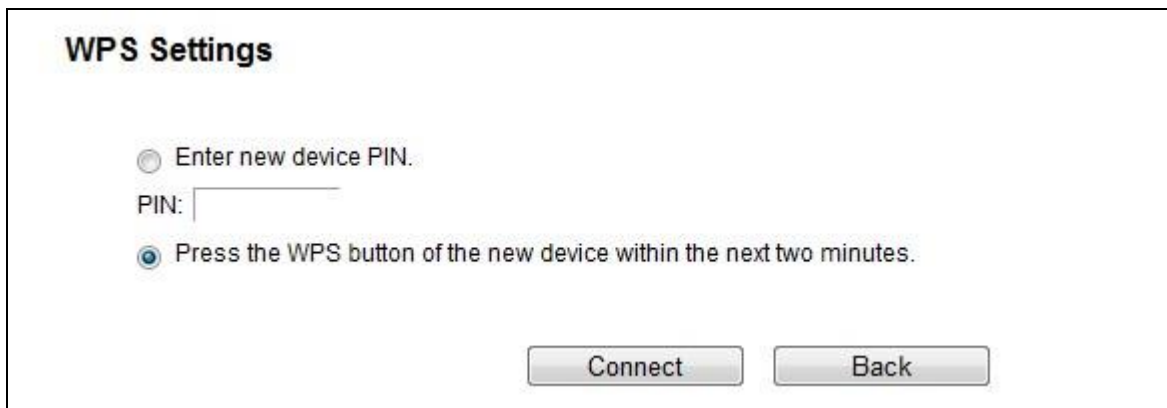 WPS Settings
Enter new device PIN.
PIN:
Press the WPS button of the new device within the next two minutes.
Connect Back